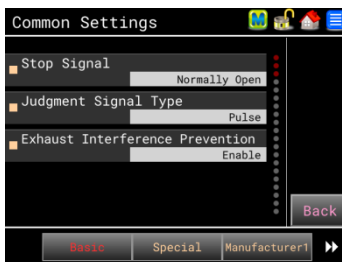 Common Settings
M
Stop Signal
Normally Open
Judgment Signal Type
Pulse
Exhaust Interference Prevention
Enable
Back
Basic
Special
Manufacturer1